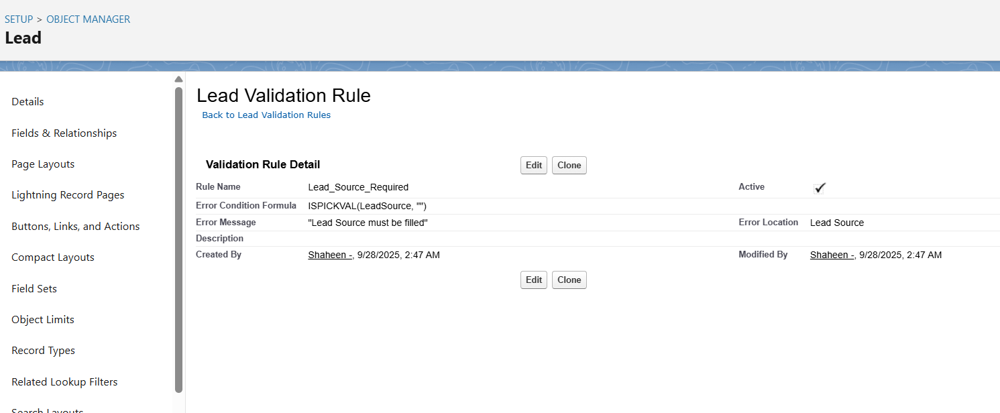 SETUP > OBJECT MANAGER
Lead
Details
Fields & Relationships
Page Layouts
Lightning Record Pages
Buttons, Links, and Actions
Compact Layouts
Field Sets
Object Limits
Record Types
Related Lookup Filters
Search Layouts
Lead Validation Rule
Back to Lead Validation Rules
Validation Rule Detail Edit Clone
Rule Name Lead_Source_Required Active
Error Condition Formula ISPICKVAL(LeadSource, "")
Error Message "Lead Source must be filled" Error Location Lead Source
Description
Created By Shaheen -, 9/28/2025, 2:47 AM Modified By Shaheen -, 9/28/2025, 2:47 AM
Edit Clone